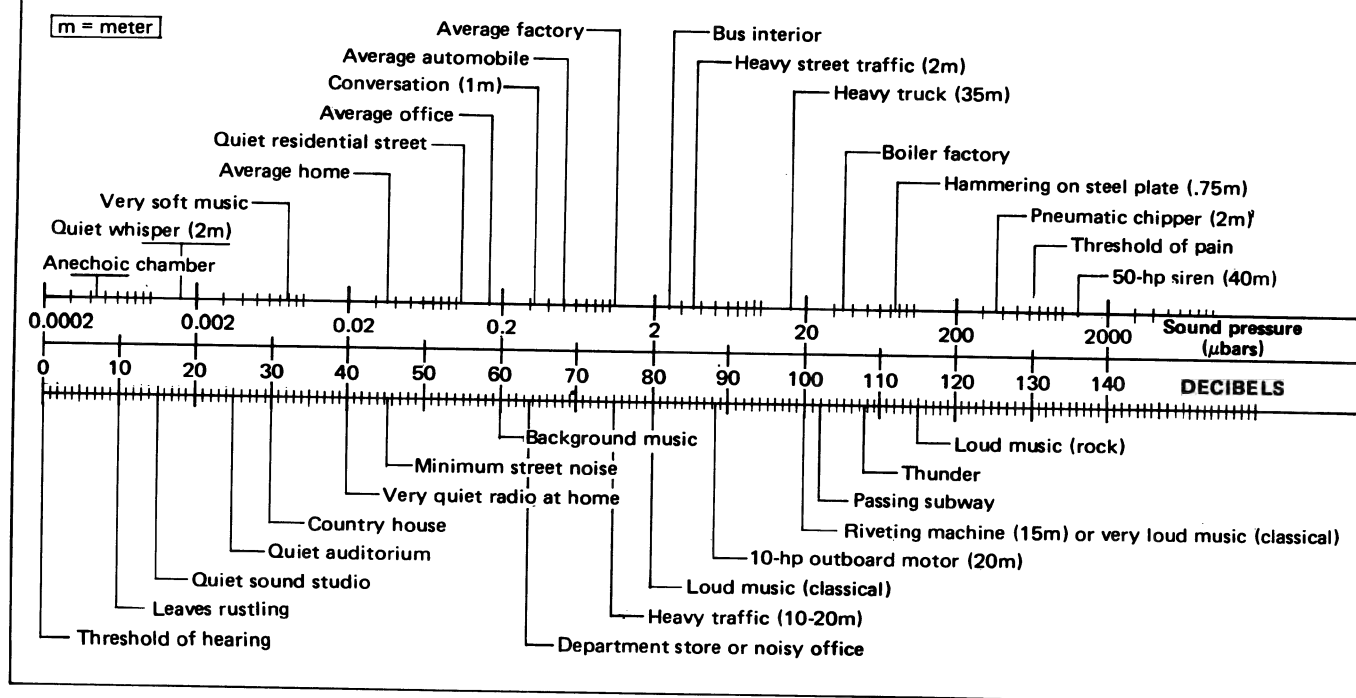 m = meter
Average factory
Bus interior
Average automobile
Heavy street traffic (2m)
Conversation (1m)
Heavy truck (35m)
Average office
Quiet residential street
Boiler factory
Average home
Hammering on steel plate (.75m)
Very soft music
Pneumatic chipper (2m)
Quiet whisper (2m)
Threshold of pain
Anechoic chamber
50-hp siren (40m)
0.0002 0.002 0.02 0.2 2 20 200 2000 Sound pressure
(μbars)
0 10 20 30 40 50 60 70 80 90 100 110 120 130 140 DECIBELS
Background music
Loud music (rock)
Minimum street noise
Thunder
Very quiet radio at home
Passing subway
Country house
Riveting machine (15m) or very loud music (classical)
Quiet auditorium
10-hp outboard motor (20m)
Quiet sound studio
Loud music (classical)
Leaves rustling
Heavy traffic (10-20m)
Threshold of hearing
Department store or noisy office